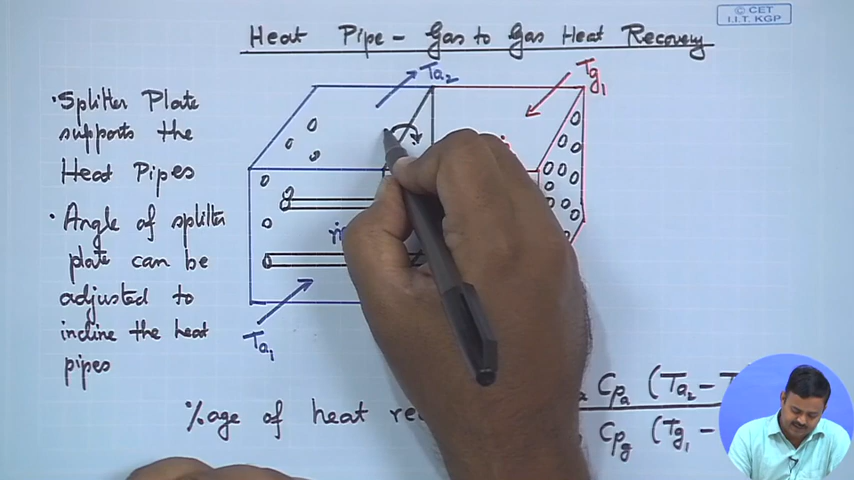 © CET
I.I.T. KGP
Heat Pipe - Gas to Gas Heat Recovery
Ta2
Tg1
· Splitter Plate
supports the
Heat Pipes
· Angle of splitter
plate can be
adjusted to
incline the heat
pipes
Ta1
%age of heat
Cpa (Ta2 -
Cpg (Tg1 -